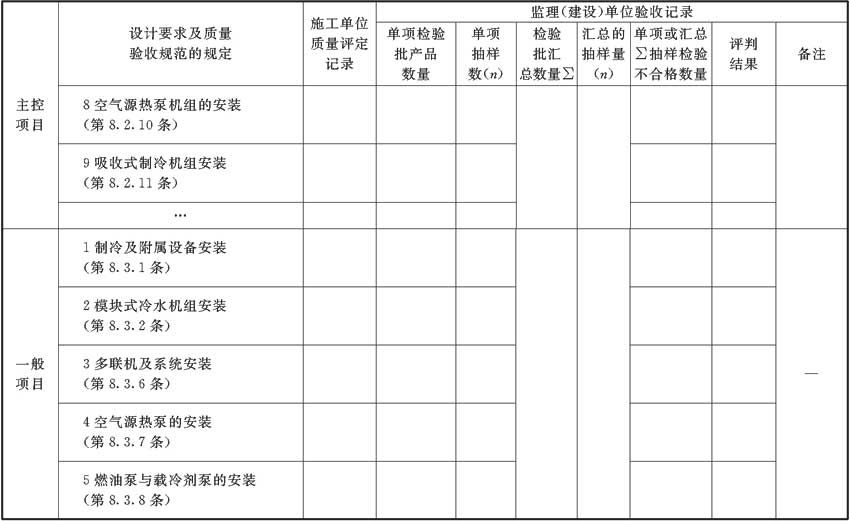 设计要求及质量
验收规范的规定
施工单位
质量评定
记录
监理(建设)单位验收记录
单项检验
批产品
数量
单项
抽样
数(n)
检验
批汇
总数量∑
汇总的
抽样量
(n)
单项或汇总
∑抽样检验
不合格数量
评判
结果
备注
主控
项目
8 空气源热泵机组的安装
(第 8.2.10 条)
9 吸收式制冷机组安装
(第 8.2.11 条)
…
一般
项目
1 制冷及附属设备安装
(第 8.3.1 条)
2 模块式冷水机组安装
(第 8.3.2 条)
3 多联机及系统安装
(第 8.3.6 条)
4 空气源热泵的安装
(第 8.3.7 条)
5 燃油泵与载冷剂泵的安装
(第 8.3.8 条)
—